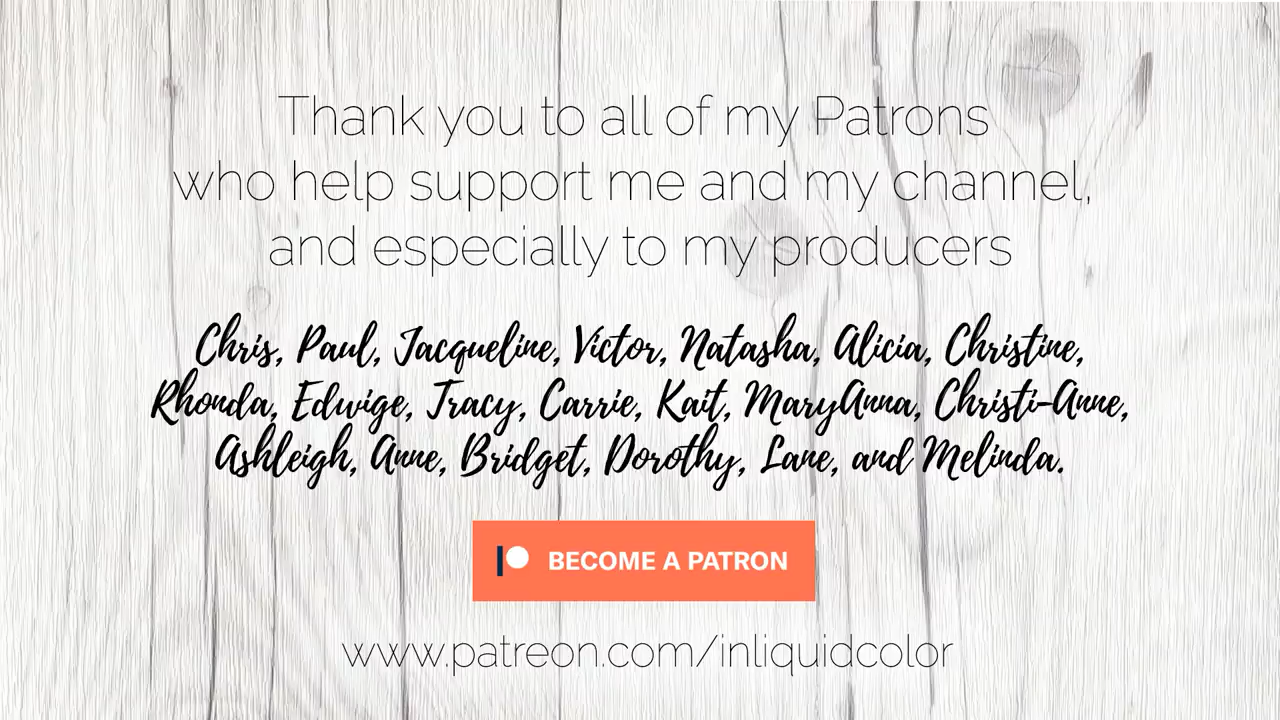 Thank you to all of my Patrons
who help support me and my channel,
and especially to my producers
Chris, Paul, Jacqueline, Victor, Natasha, Alicia, Christine,
Rhonda, Edwige, Tracy, Carrie, Kait, MaryAnna, Christi-Anne,
Ashleigh, Anne, Bridget, Dorothy, Lane, and Melinda.
BECOME A PATRON
www.patreon.com/inliquidcolor